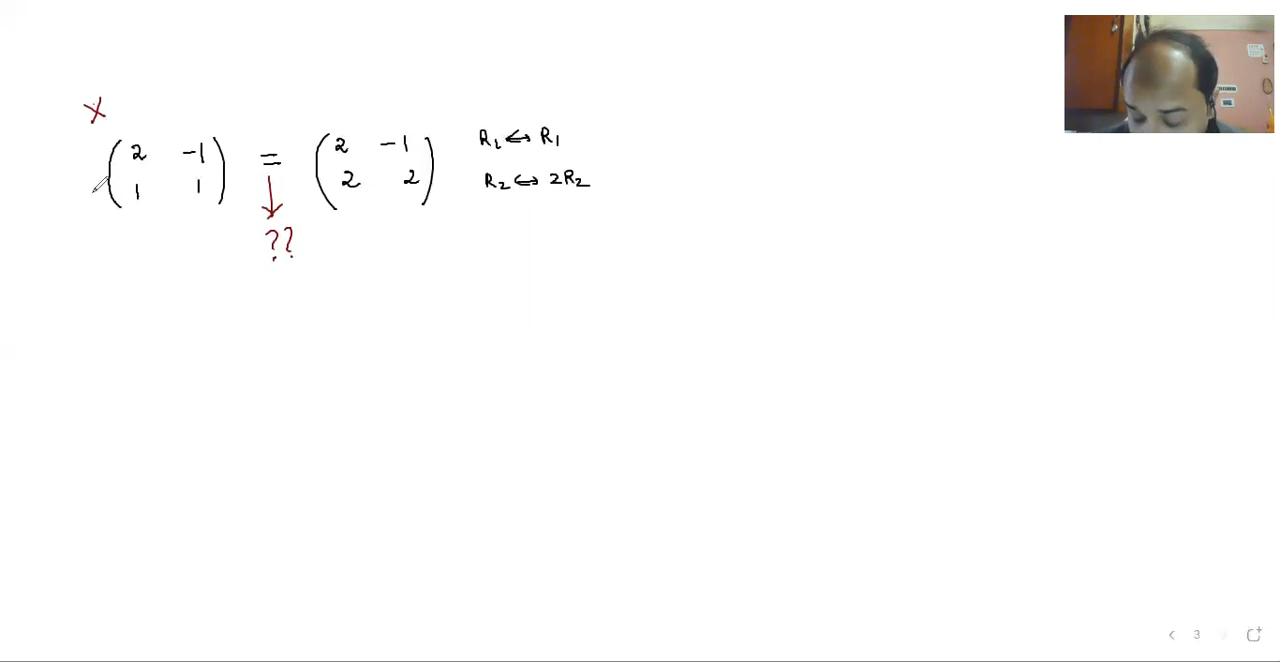 x
( 2 -1 ) = ( 2 -1 ) R₁ ↔ R₁
( 1 1 ) ( 2 2 ) R₂ ↔ 2R₂
??
3